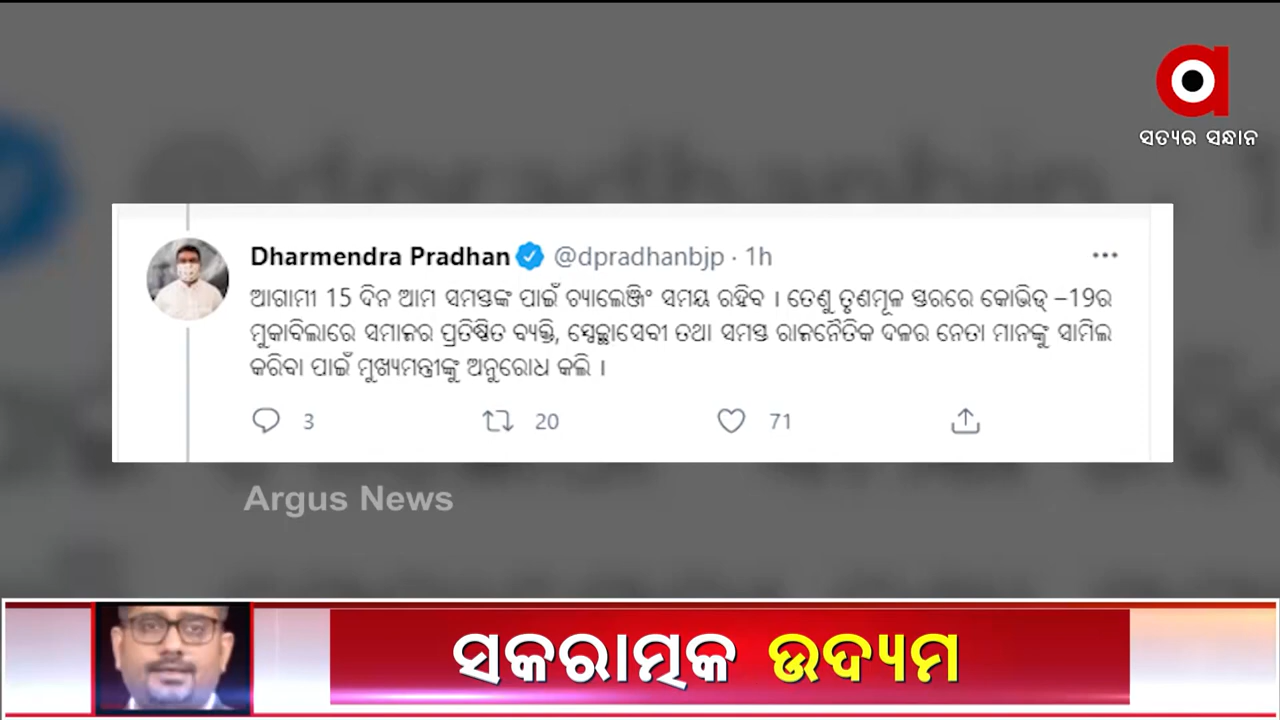 ସତ୍ୟର ସନ୍ଧାନ
Dharmendra Pradhan @dpradhanbjp · 1h
ଆଗାମୀ 15 ଦିନ ଆମ ସମସ୍ତଙ୍କ ପାଇଁ ଚ୍ୟାଲେଞ୍ଜିଂ ସମୟ ରହିବ । ତେଣୁ ତୃଣମୂଳ ସ୍ତରରେ କୋଭିଡ୍ –19ର
ମୁକାବିଲାରେ ସମାଜର ପ୍ରତିଷ୍ଠିତ ବ୍ୟକ୍ତି, ସ୍ବେଚ୍ଛାସେବୀ ତଥା ସମସ୍ତ ରାଜନୈତିକ ଦଳର ନେତା ମାନଙ୍କୁ ସାମିଲ
କରିବା ପାଇଁ ମୁଖ୍ୟମନ୍ତ୍ରୀଙ୍କୁ ଅନୁରୋଧ କଲି ।
3 20 71
Argus News
ସକରାତ୍ମକ ଉଦ୍ୟମ